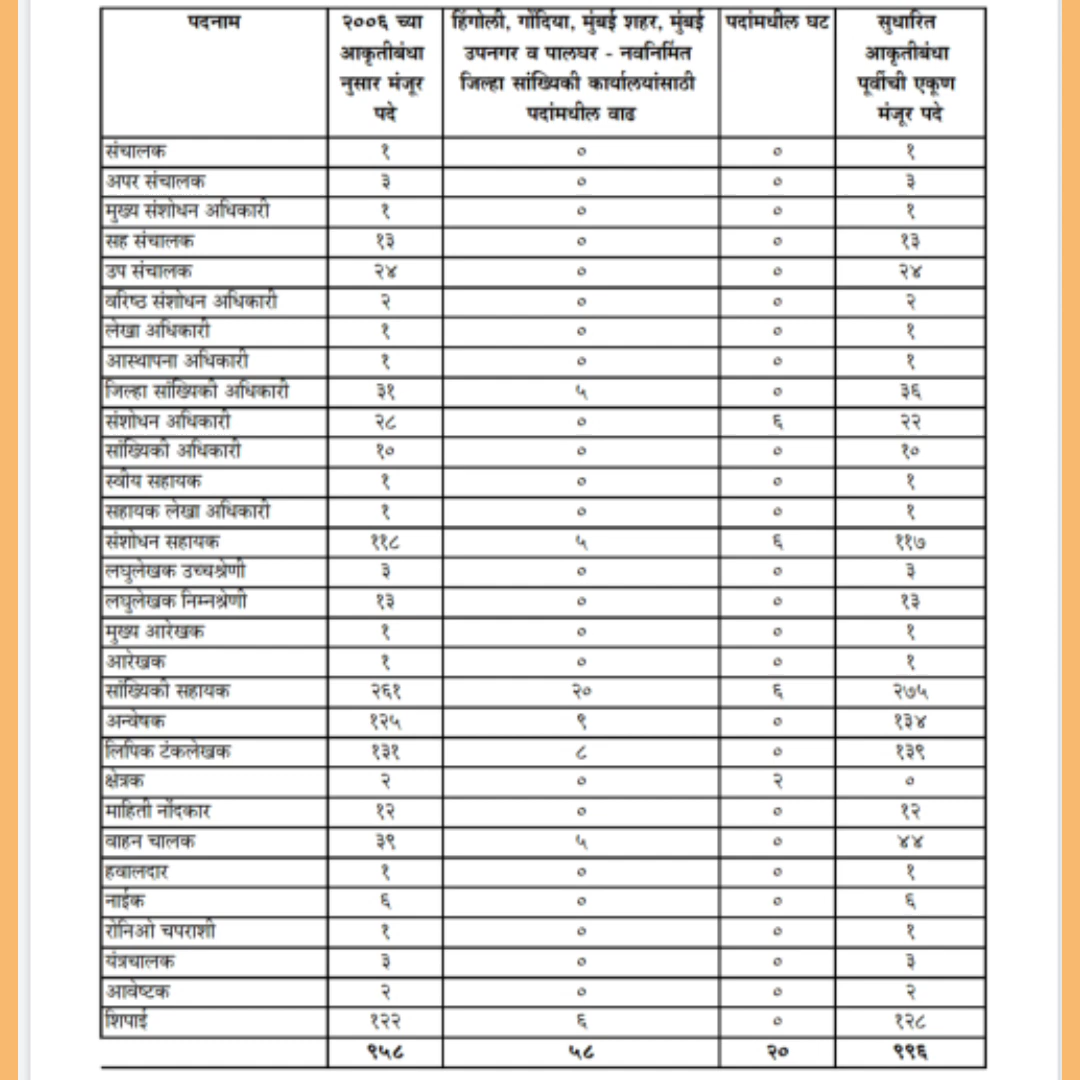 पदनाम २००६ च्या आकृतीबंधा नुसार मंजूर पदे हिंगोली, गोंदिया, मुंबई शहर, मुंबई उपनगर व पालघर - नवनिर्मित जिल्हा सांख्यिकी कार्यालयांसाठी पदांमधील वाढ पदांमधील घट सुधारित आकृतीबंधा पूर्वीची एकूण मंजूर पदे
संचालक १ ० ० १
अपर संचालक ३ ० ० ३
मुख्य संशोधन अधिकारी १ ० ० १
सह संचालक १३ ० ० १३
उप संचालक २४ ० ० २४
वरिष्ठ संशोधन अधिकारी २ ० ० २
लेखा अधिकारी १ ० ० १
आस्थापना अधिकारी १ ० ० १
जिल्हा सांख्यिकी अधिकारी ३१ ५ ० ३६
संशोधन अधिकारी २८ ० ६ २२
सांख्यिकी अधिकारी १० ० ० १०
स्वीय सहायक १ ० ० १
सहायक लेखा अधिकारी १ ० ० १
संशोधन सहायक ११८ ५ ६ ११७
लघुलेखक उच्चश्रेणी ३ ० ० ३
लघुलेखक निम्नश्रेणी १३ ० ० १३
मुख्य आरेखक १ ० ० १
आरेखक १ ० ० १
सांख्यिकी सहायक २६१ २० ६ २७५
अन्वेषक १२५ ९ ० १३४
लिपिक टंकलेखक १३१ ८ ० १३९
क्षेत्रक २ ० २ ०
माहिती नोंदकार १२ ० ० १२
वाहन चालक ३९ ५ ० ४४
हवालदार १ ० ० १
नाईक ६ ० ० ६
रोनिओ चपराशी १ ० ० १
यंत्रचालक ३ ० ० ३
आवेष्टक २ ० ० २
शिपाई १२२ ६ ० १२८
९५८ ५८ २० ९९६